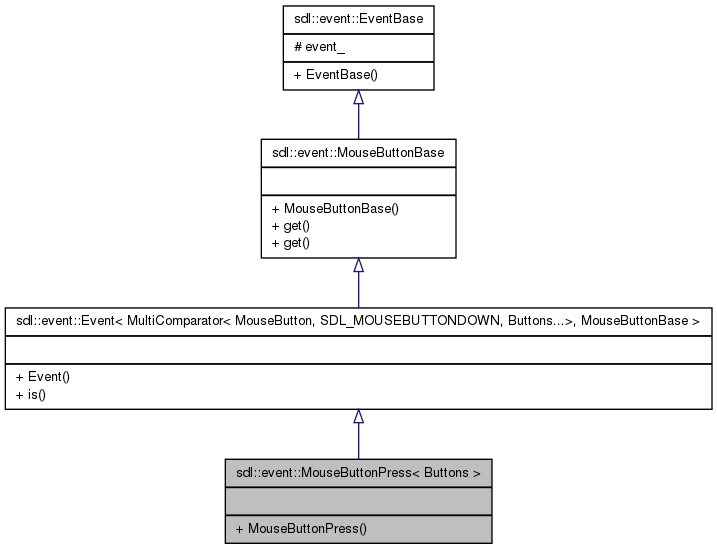 sdl::event::EventBase
# event_
+ EventBase()
sdl::event::MouseButtonBase
+ MouseButtonBase()
+ get()
+ get()
sdl::event::Event< MultiComparator< MouseButton, SDL_MOUSEBUTTONDOWN, Buttons...>, MouseButtonBase >
+ Event()
+ is()
sdl::event::MouseButtonPress< Buttons >
+ MouseButtonPress()